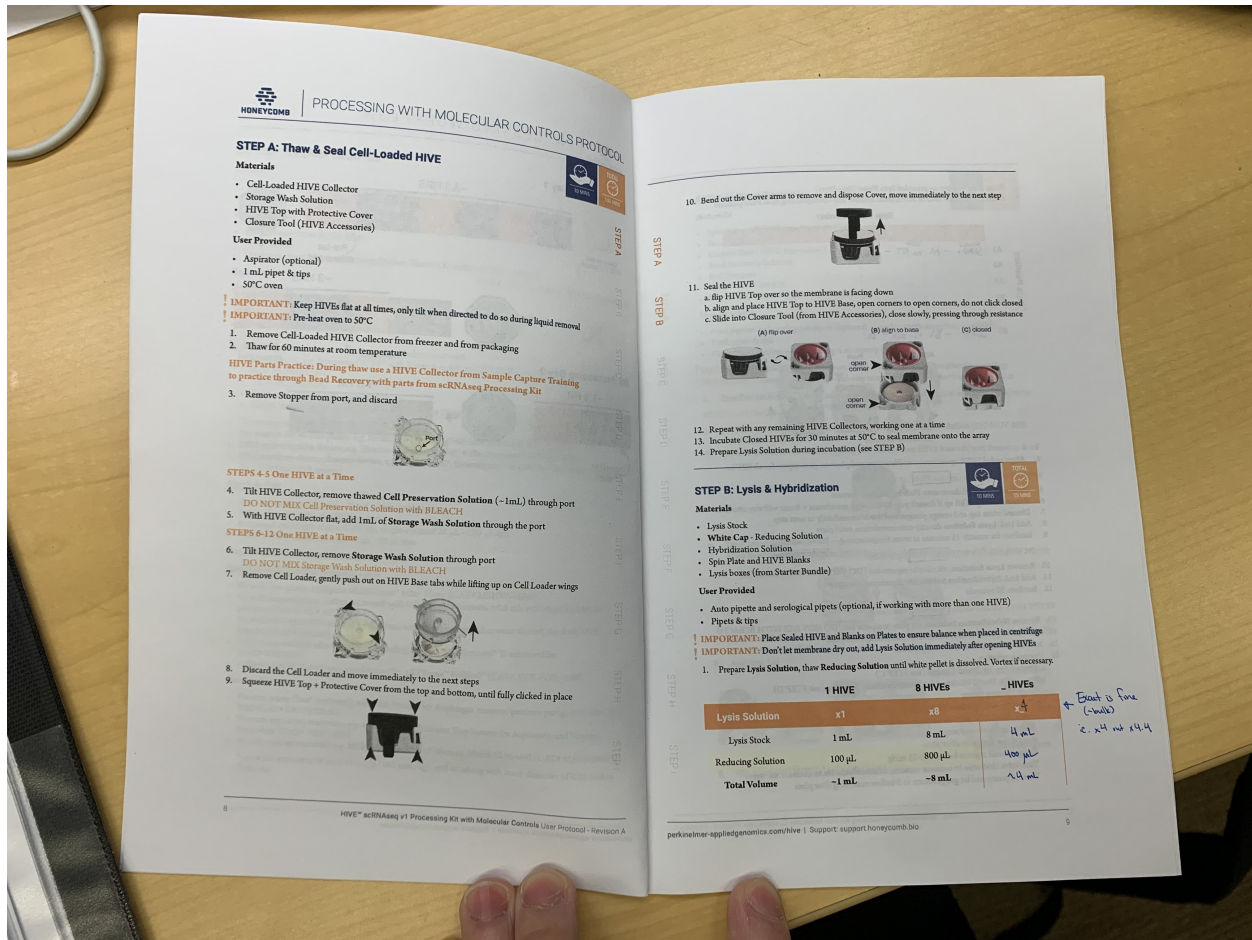 HONEYCOMB
PROCESSING WITH MOLECULAR CONTROLS PROTOCOL
STEP A: Thaw & Seal Cell-Loaded HIVE
10 MINS
TOTAL
Materials
• Cell-Loaded HIVE Collector
• Storage Wash Solution
• HIVE Top with Protective Cover
• Closure Tool (HIVE Accessories)
User Provided
• Aspirator (optional)
• 1 mL pipet & tips
• 50°C oven
! IMPORTANT: Keep HIVEs flat at all times, only tilt when directed to do so during liquid removal
! IMPORTANT: Pre-heat oven to 50°C
1. Remove Cell-Loaded HIVE Collector from freezer and from packaging
2. Thaw for 60 minutes at room temperature
HIVE Parts Practice: During thaw use a HIVE Collector from Sample Capture Training
to practice through Bead Recovery with parts from scRNAseq Processing Kit
3. Remove Stopper from port, and discard
Port
STEPS 4-5 One HIVE at a Time
4. Tilt HIVE Collector, remove thawed Cell Preservation Solution (~1mL) through port
DO NOT MIX Cell Preservation Solution with BLEACH
5. With HIVE Collector flat, add 1mL of Storage Wash Solution through the port
STEPS 6-12 One HIVE at a Time
6. Tilt HIVE Collector, remove Storage Wash Solution through port
DO NOT MIX Storage Wash Solution with BLEACH
7. Remove Cell Loader, gently push out on HIVE Base tabs while lifting up on Cell Loader wings
8. Discard the Cell Loader and move immediately to the next steps
9. Squeeze HIVE Top + Protective Cover from the top and bottom, until fully clicked in place
STEP A
8
HIVE™ scRNAseq v1 Processing Kit with Molecular Controls User Protocol - Revision A
10. Bend out the Cover arms to remove and dispose Cover, move immediately to the next step
STEP A
STEP B
11. Seal the HIVE
a. flip HIVE Top over so the membrane is facing down
b. align and place HIVE Top to HIVE Base, open corners to open corners, do not click closed
c. Slide into Closure Tool (from HIVE Accessories), close slowly, pressing through resistance
(A) flip over
(B) align to base
(C) closed
open
corner
open
corner
12. Repeat with any remaining HIVE Collectors, working one at a time
13. Incubate Closed HIVEs for 30 minutes at 50°C to seal membrane onto the array
14. Prepare Lysis Solution during incubation (see STEP B)
STEP B: Lysis & Hybridization
10 MINS
TOTAL
Materials
• Lysis Stock
• White Cap - Reducing Solution
• Hybridization Solution
• Spin Plate and HIVE Blanks
• Lysis boxes (from Starter Bundle)
User Provided
• Auto pipette and serological pipets (optional, if working with more than one HIVE)
• Pipets & tips
! IMPORTANT: Place Sealed HIVE and Blanks on Plates to ensure balance when placed in centrifuge
! IMPORTANT: Don't let membrane dry out, add Lysis Solution immediately after opening HIVEs
1. Prepare Lysis Solution, thaw Reducing Solution until white pellet is dissolved. Vortex if necessary.
1 HIVE 8 HIVEs _ HIVEs
Lysis Solution x1 x8 x4
Lysis Stock 1 mL 8 mL 4 mL
Reducing Solution 100 µL 800 µL 400 µL
Total Volume ~1 mL ~8 mL ~4 mL
← Exact is fine
(~bulk)
i.e. x4 not x4.4
perkinelmer-appliedgenomics.com/hive | Support: support.honeycomb.bio
9